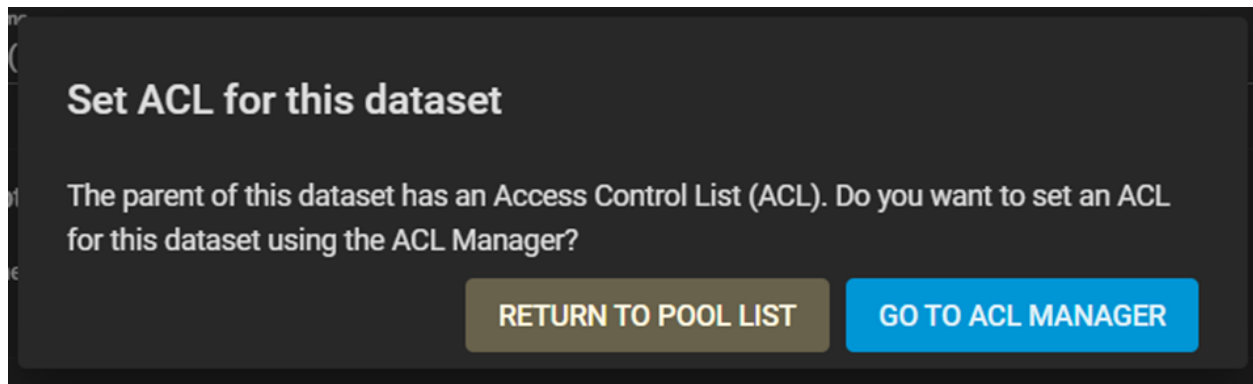 Set ACL for this dataset
The parent of this dataset has an Access Control List (ACL). Do you want to set an ACL
for this dataset using the ACL Manager?
RETURN TO POOL LIST
GO TO ACL MANAGER